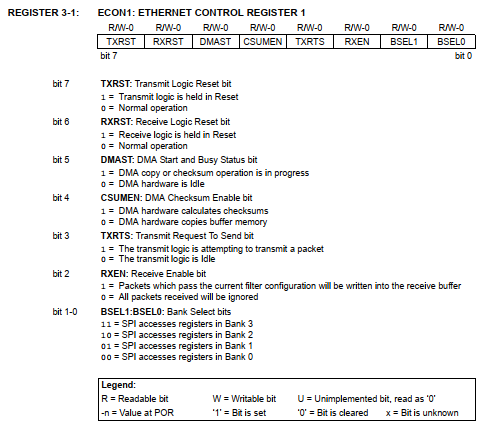 REGISTER 3-1: ECON1: ETHERNET CONTROL REGISTER 1
R/W-0 R/W-0 R/W-0 R/W-0 R/W-0 R/W-0 R/W-0 R/W-0
TXRST RXRST DMAST CSUMEN TXRTS RXEN BSEL1 BSEL0
bit 7 bit 0
bit 7 TXRST: Transmit Logic Reset bit
1 = Transmit logic is held in Reset
0 = Normal operation
bit 6 RXRST: Receive Logic Reset bit
1 = Receive logic is held in Reset
0 = Normal operation
bit 5 DMAST: DMA Start and Busy Status bit
1 = DMA copy or checksum operation is in progress
0 = DMA hardware is Idle
bit 4 CSUMEN: DMA Checksum Enable bit
1 = DMA hardware calculates checksums
0 = DMA hardware copies buffer memory
bit 3 TXRTS: Transmit Request To Send bit
1 = The transmit logic is attempting to transmit a packet
0 = The transmit logic is Idle
bit 2 RXEN: Receive Enable bit
1 = Packets which pass the current filter configuration will be written into the receive buffer
0 = All packets received will be ignored
bit 1-0 BSEL1:BSEL0: Bank Select bits
11 = SPI accesses registers in Bank 3
10 = SPI accesses registers in Bank 2
01 = SPI accesses registers in Bank 1
00 = SPI accesses registers in Bank 0
Legend:
R = Readable bit W = Writable bit U = Unimplemented bit, read as '0'
-n = Value at POR '1' = Bit is set '0' = Bit is cleared x = Bit is unknown